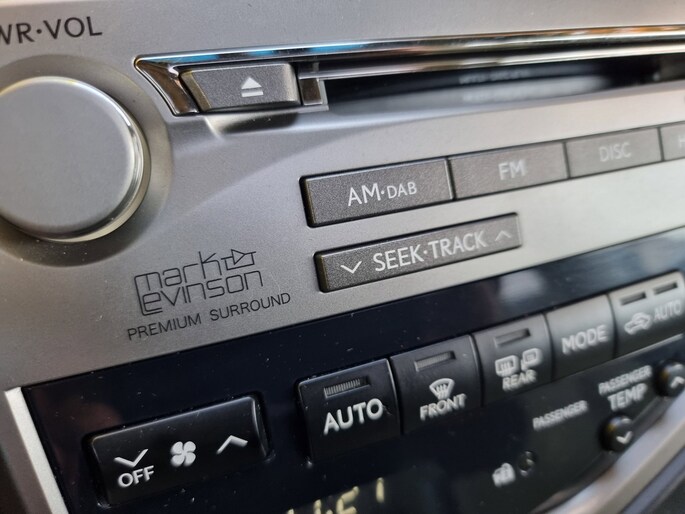 WR·VOL
AM·DAB
FM
DISC
SEEK·TRACK
mark
Levinson
PREMIUM SURROUND
AUTO
MODE
REAR
FRONT
AUTO
PASSENGER
TEMP
PASSENGER
OFF